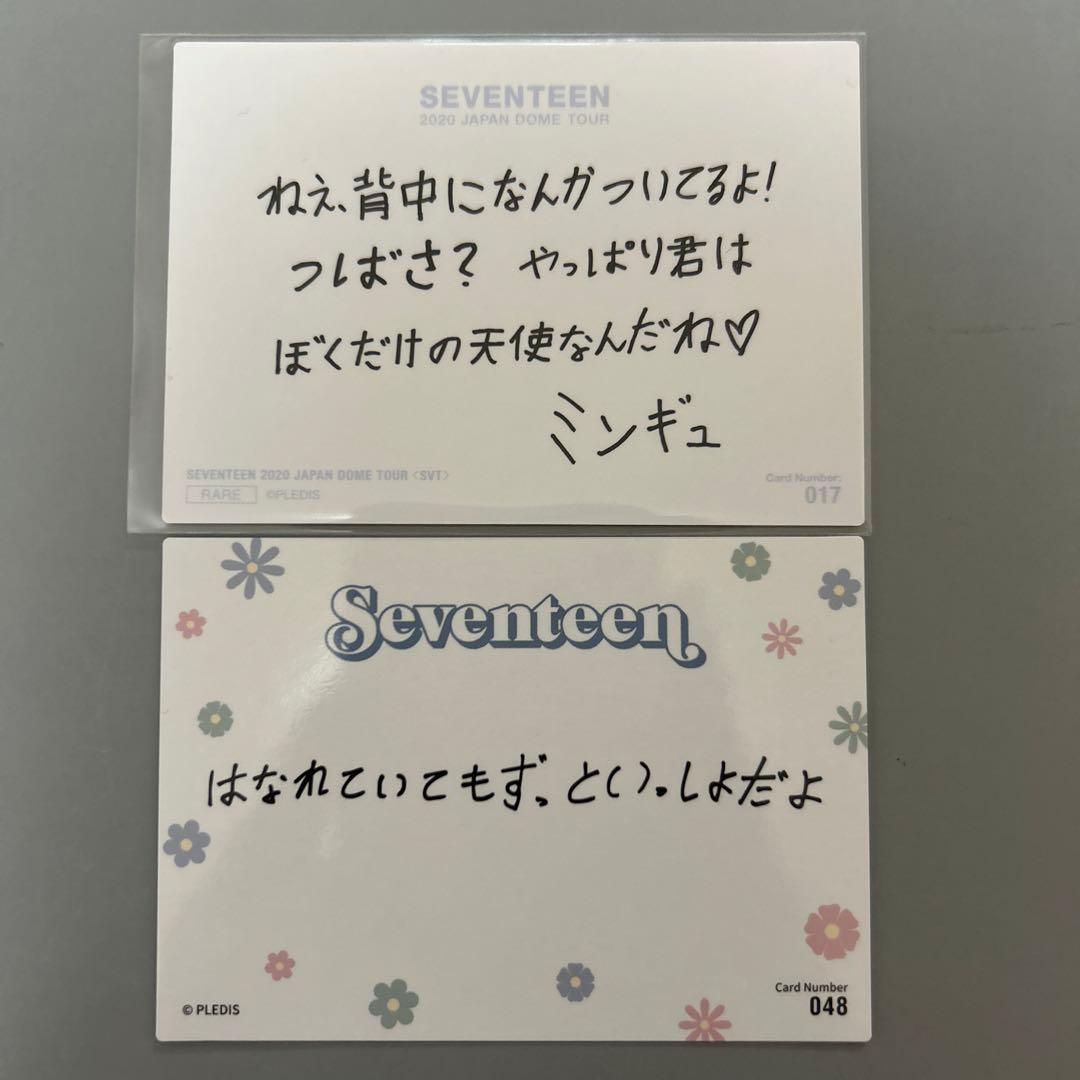 SEVENTEEN
2020 JAPAN DOME TOUR
ねえ、背中になんかついてるよ!
つばさ? やっぱり君は
ぼくだけの天使なんだね♡
ミンギュ
SEVENTEEN 2020 JAPAN DOME TOUR <SVT>
RARE ©PLEDIS
Card Number:
017
Seventeen
はなれていてもずっといっしょだよ
© PLEDIS
Card Number
048